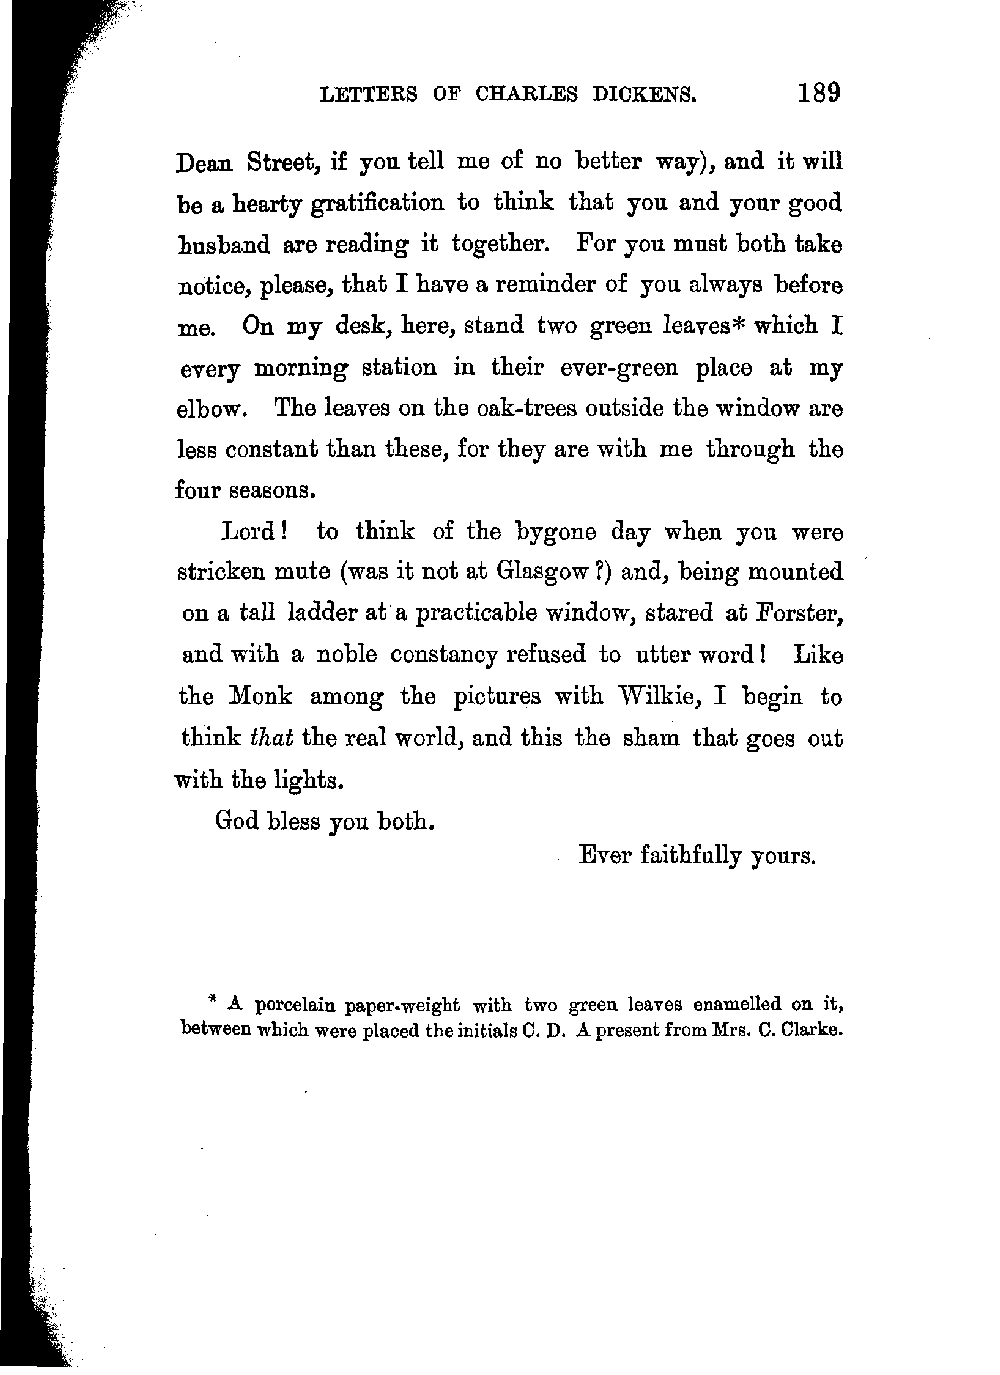 LETTERS OF CHARLES DICKENS. 189
Dean Street, if you tell me of no better way), and it will
be a hearty gratification to think that you and your good
husband are reading it together. For you must both take
notice, please, that I have a reminder of you always before
me. On my desk, here, stand two green leaves* which I
every morning station in their ever-green place at my
elbow. The leaves on the oak-trees outside the window are
less constant than these, for they are with me through the
four seasons.
Lord! to think of the bygone day when you were
stricken mute (was it not at Glasgow?) and, being mounted
on a tall ladder at a practicable window, stared at Forster,
and with a noble constancy refused to utter word! Like
the Monk among the pictures with Wilkie, I begin to
think that the real world, and this the sham that goes out
with the lights.
God bless you both.
Ever faithfully yours.
* A porcelain paper-weight with two green leaves enamelled on it,
between which were placed the initials C. D. A present from Mrs. C. Clarke.